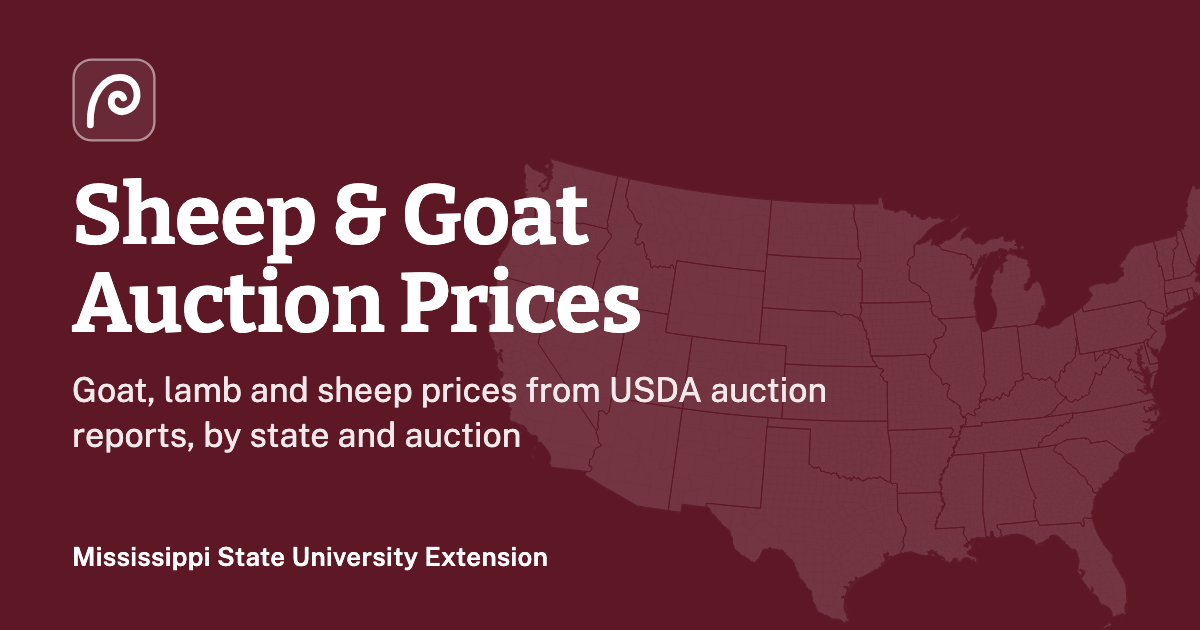 Sheep & Goat
Auction Prices
Goat, lamb and sheep prices from USDA auction
reports, by state and auction
Mississippi State University Extension